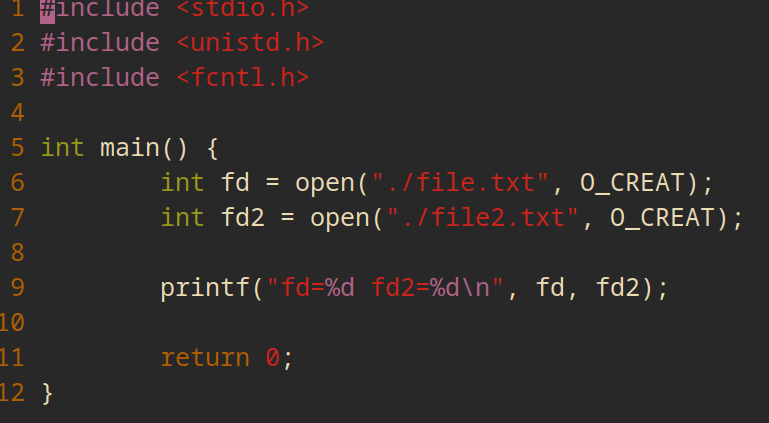 1 #include <stdio.h>
2 #include <unistd.h>
3 #include <fcntl.h>
4
5 int main() {
6         int fd = open("./file.txt", O_CREAT);
7         int fd2 = open("./file2.txt", O_CREAT);
8
9         printf("fd=%d fd2=%d\n", fd, fd2);
10
11         return 0;
12 }